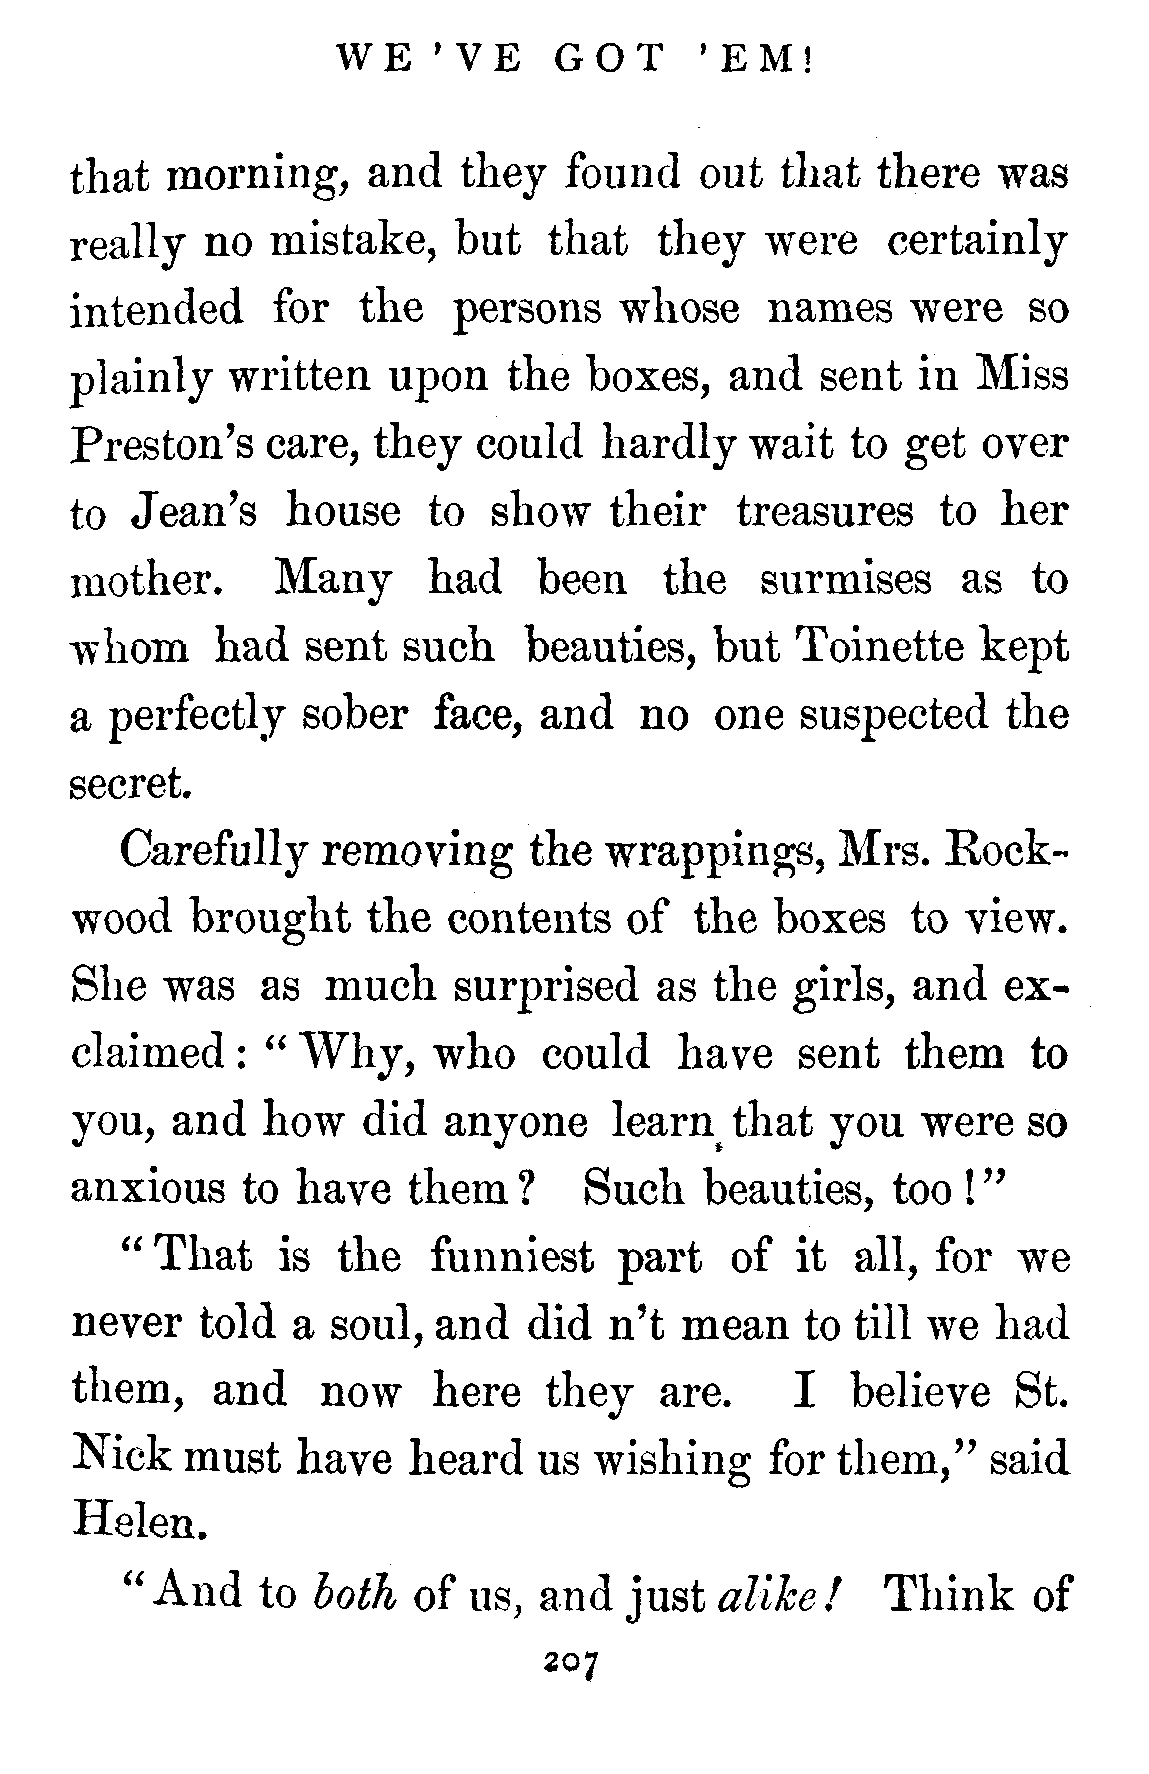 WE'VE GOT 'EM!
that morning, and they found out that there was
really no mistake, but that they were certainly
intended for the persons whose names were so
plainly written upon the boxes, and sent in Miss
Preston's care, they could hardly wait to get over
to Jean's house to show their treasures to her
mother. Many had been the surmises as to
whom had sent such beauties, but Toinette kept
a perfectly sober face, and no one suspected the
secret.
Carefully removing the wrappings, Mrs. Rock-
wood brought the contents of the boxes to view.
She was as much surprised as the girls, and ex-
claimed: "Why, who could have sent them to
you, and how did anyone learn that you were so
anxious to have them? Such beauties, too!"
"That is the funniest part of it all, for we
never told a soul, and did n't mean to till we had
them, and now here they are. I believe St.
Nick must have heard us wishing for them," said
Helen.
"And to both of us, and just alike! Think of
207